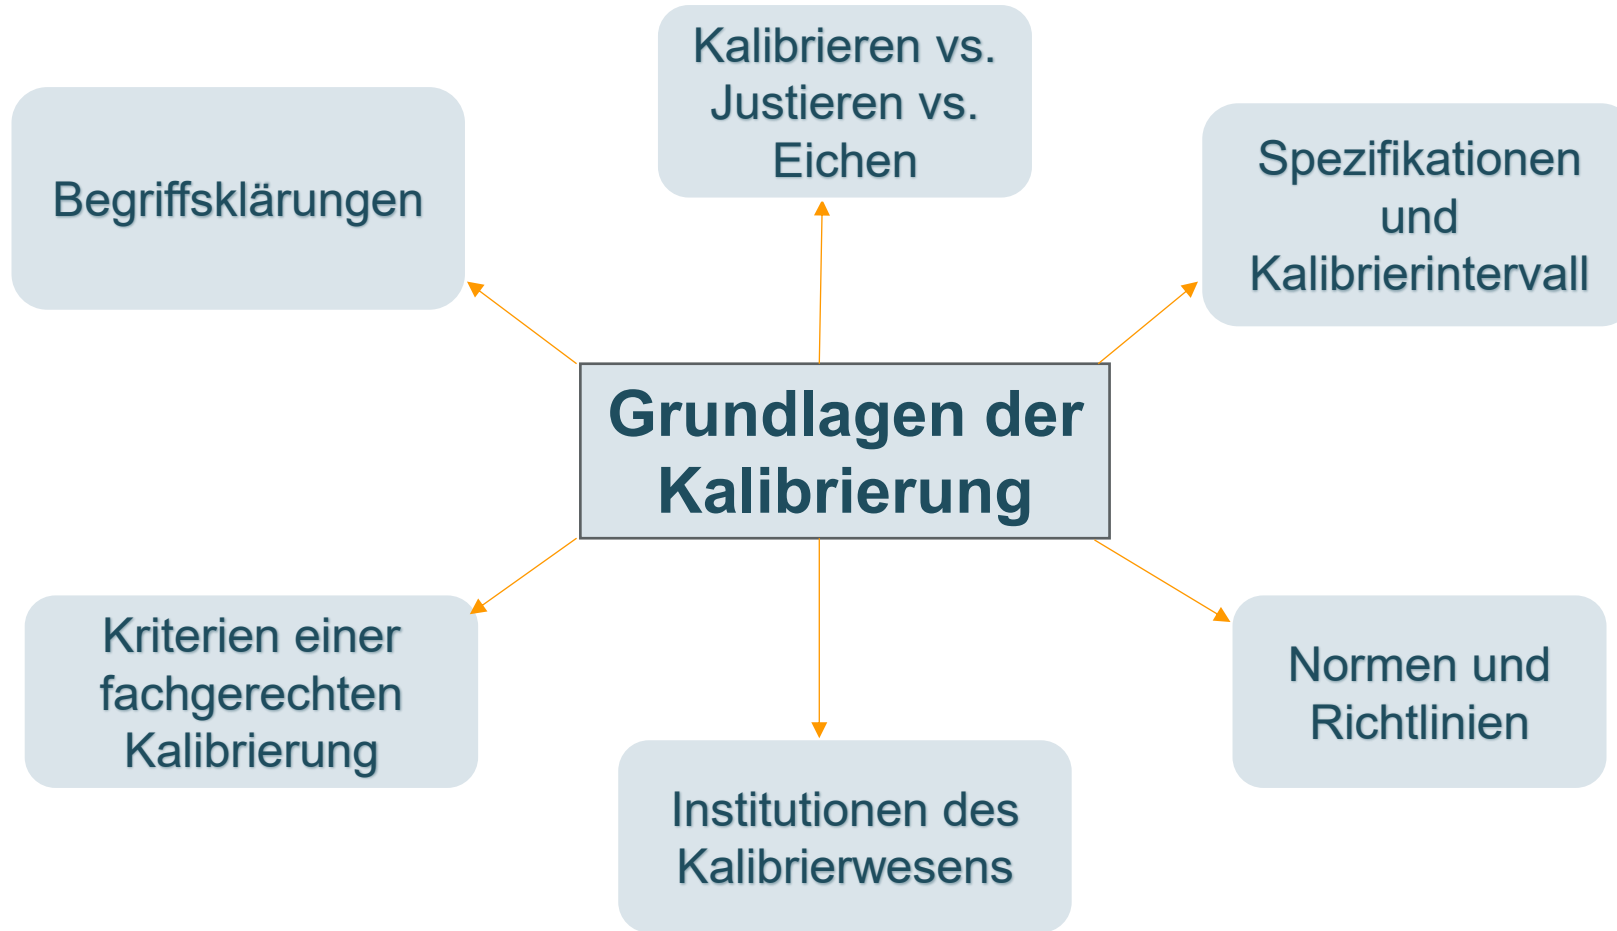 Kalibrieren vs.
Justieren vs.
Eichen
Begriffsklärungen
Spezifikationen
und
Kalibrierintervall
Grundlagen der
Kalibrierung
Kriterien einer
fachgerechten
Kalibrierung
Institutionen des
Kalibrierwesens
Normen und
Richtlinien